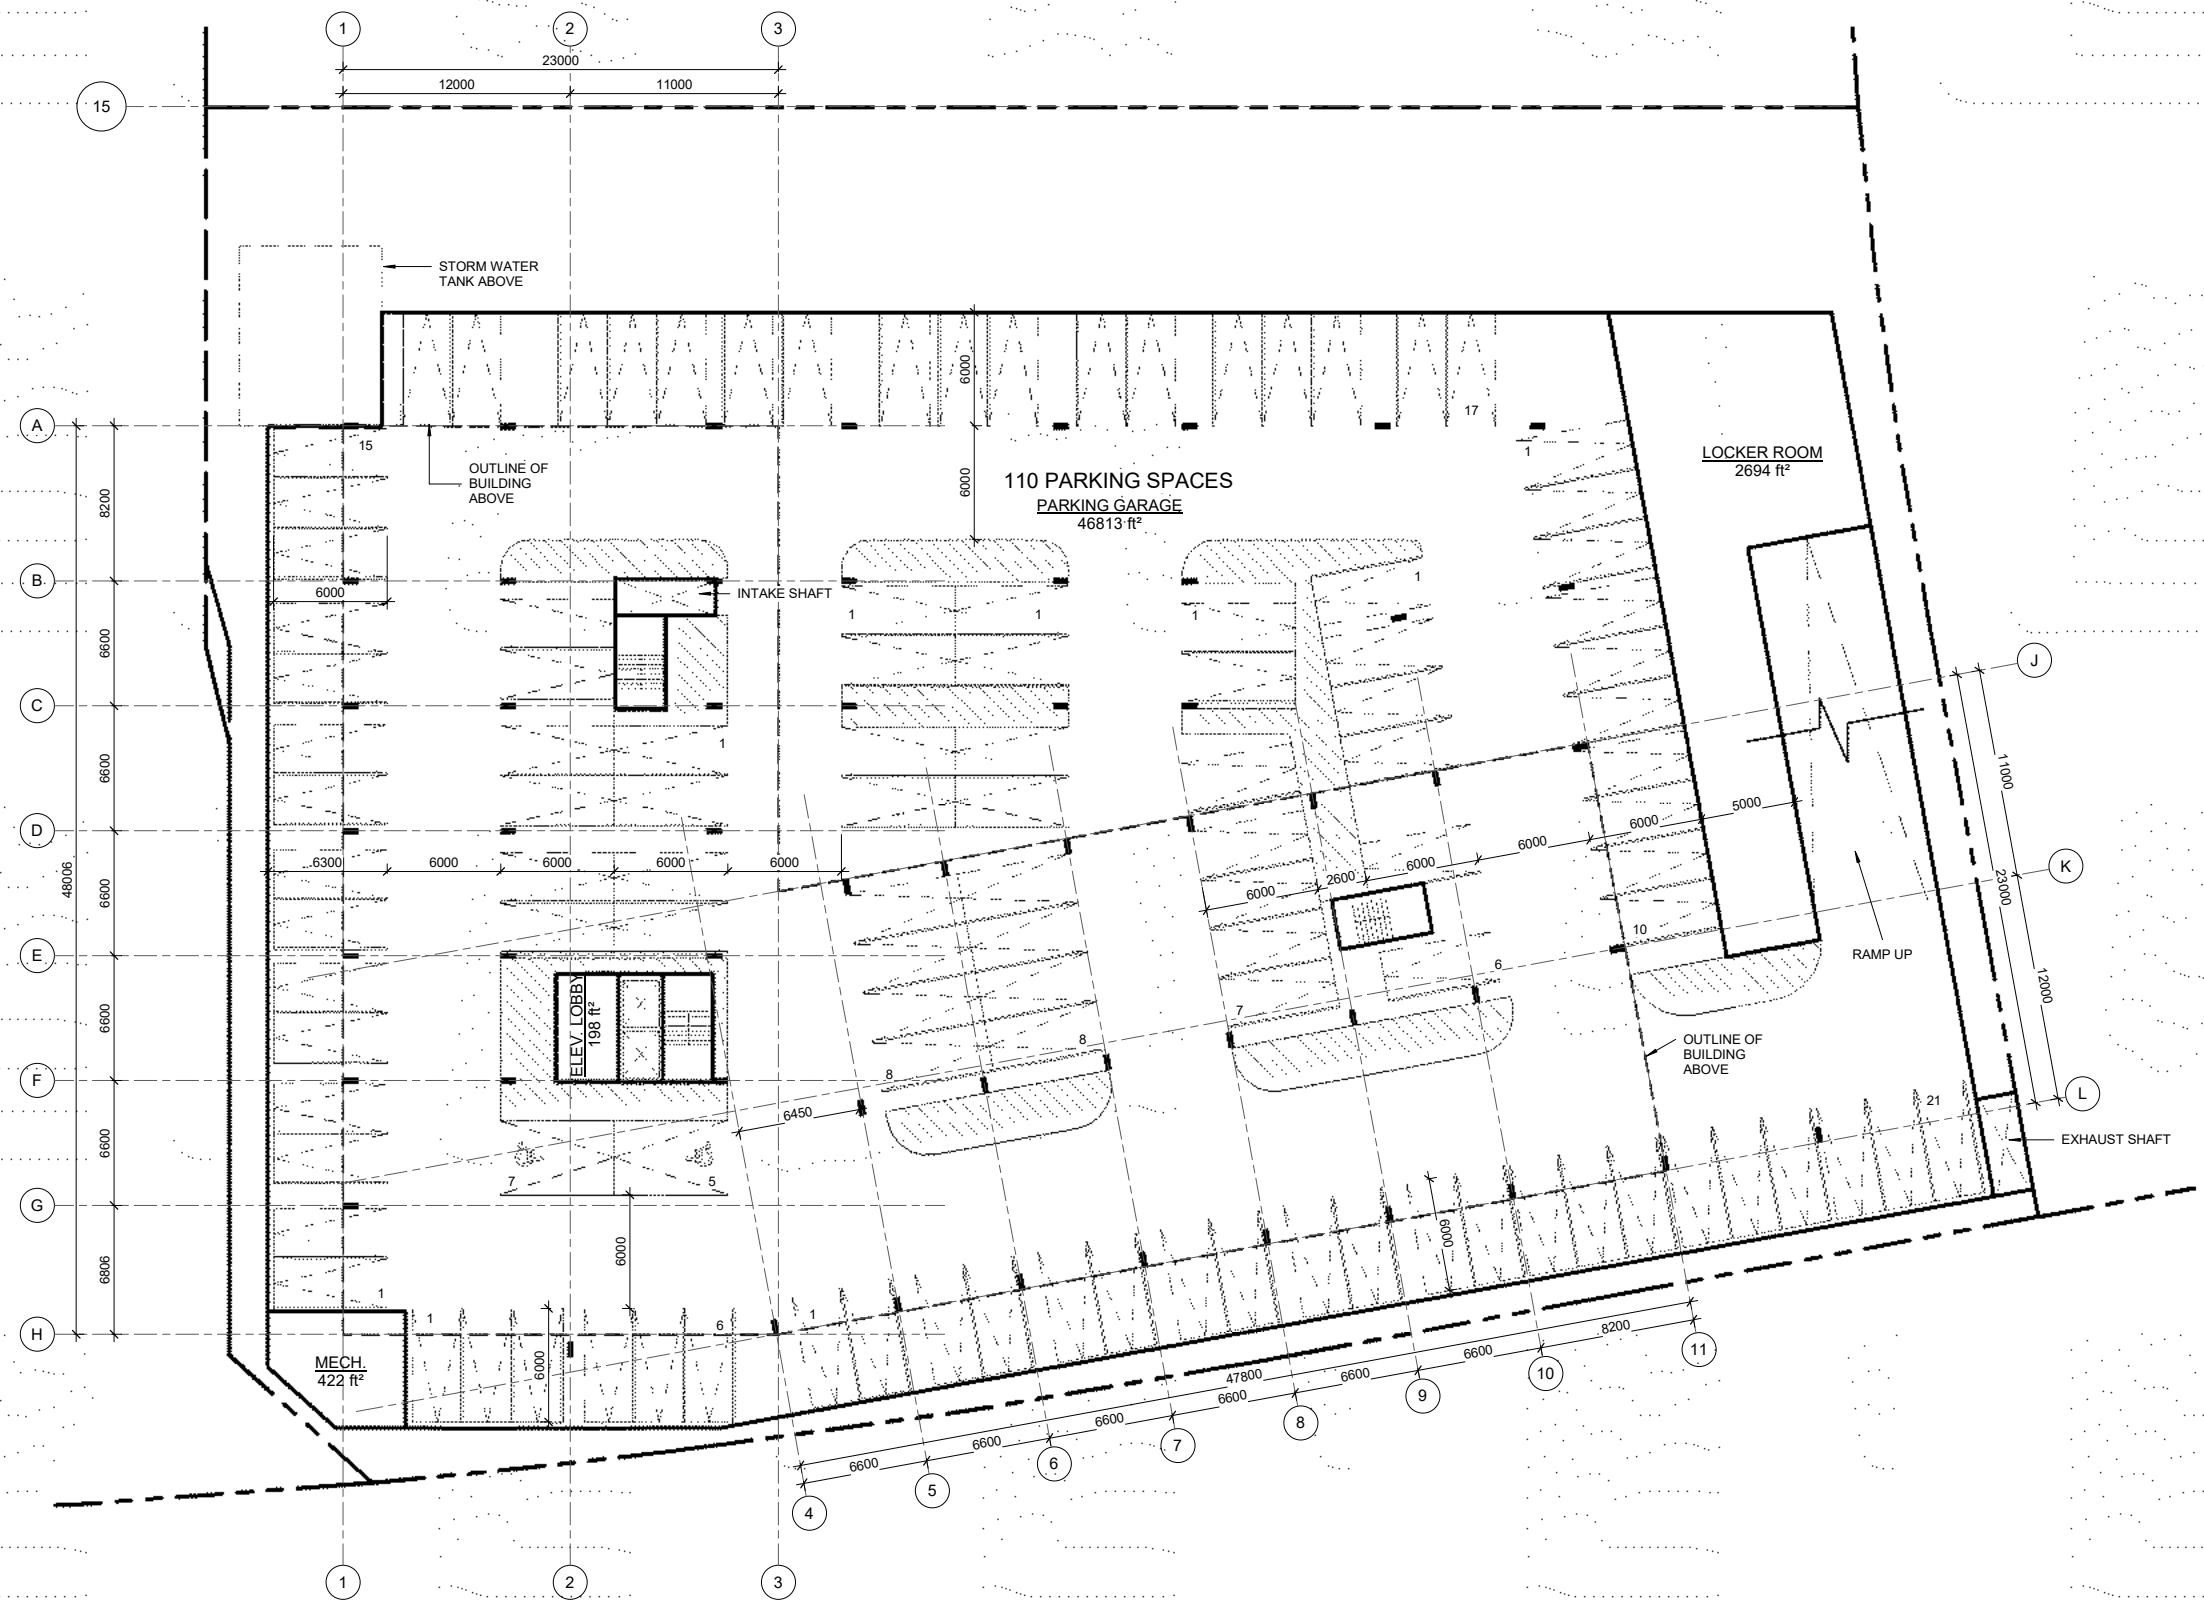 1
2
3
23000
12000
11000
15
STORM WATER
TANK ABOVE
6000
17
A
15
1
OUTLINE OF
BUILDING
ABOVE
6000
110 PARKING SPACES
PARKING GARAGE
46813 ft²
LOCKER ROOM
2694 ft²
8200
B
6000
INTAKE SHAFT
1
1
1
1
6600
J
C
1
11000
6600
5000
D
6000
6300
6000
6000
6000
6000
6000
6000
2600
6000
K
48006
23000
6600
10
E
ELEV. LOBBY
198 ft²
6
RAMP UP
12000
6600
7
8
OUTLINE OF
BUILDING
ABOVE
F
8
6450
21
L
6600
EXHAUST SHAFT
7
5
G
6000
6000
6806
1
1
6
1
H
MECH.
422 ft²
6000
8200
11
6600
10
47800
6600
9
6600
8
6600
7
6600
6
6600
5
4
1
2
3